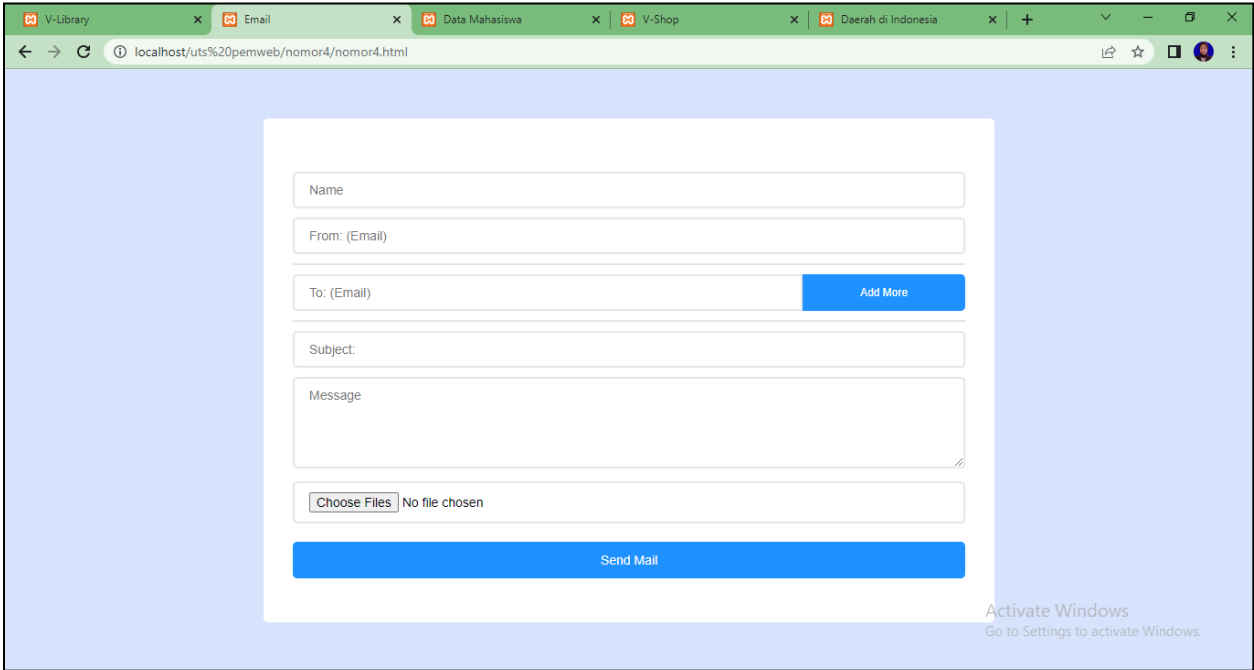 V-Library
Email
Data Mahasiswa
V-Shop
Daerah di Indonesia
localhost/uts%20pemweb/nomor4/nomor4.html
Name
From: (Email)
To: (Email)
Add More
Subject:
Message
Choose Files No file chosen
Send Mail
Activate Windows
Go to Settings to activate Windows.